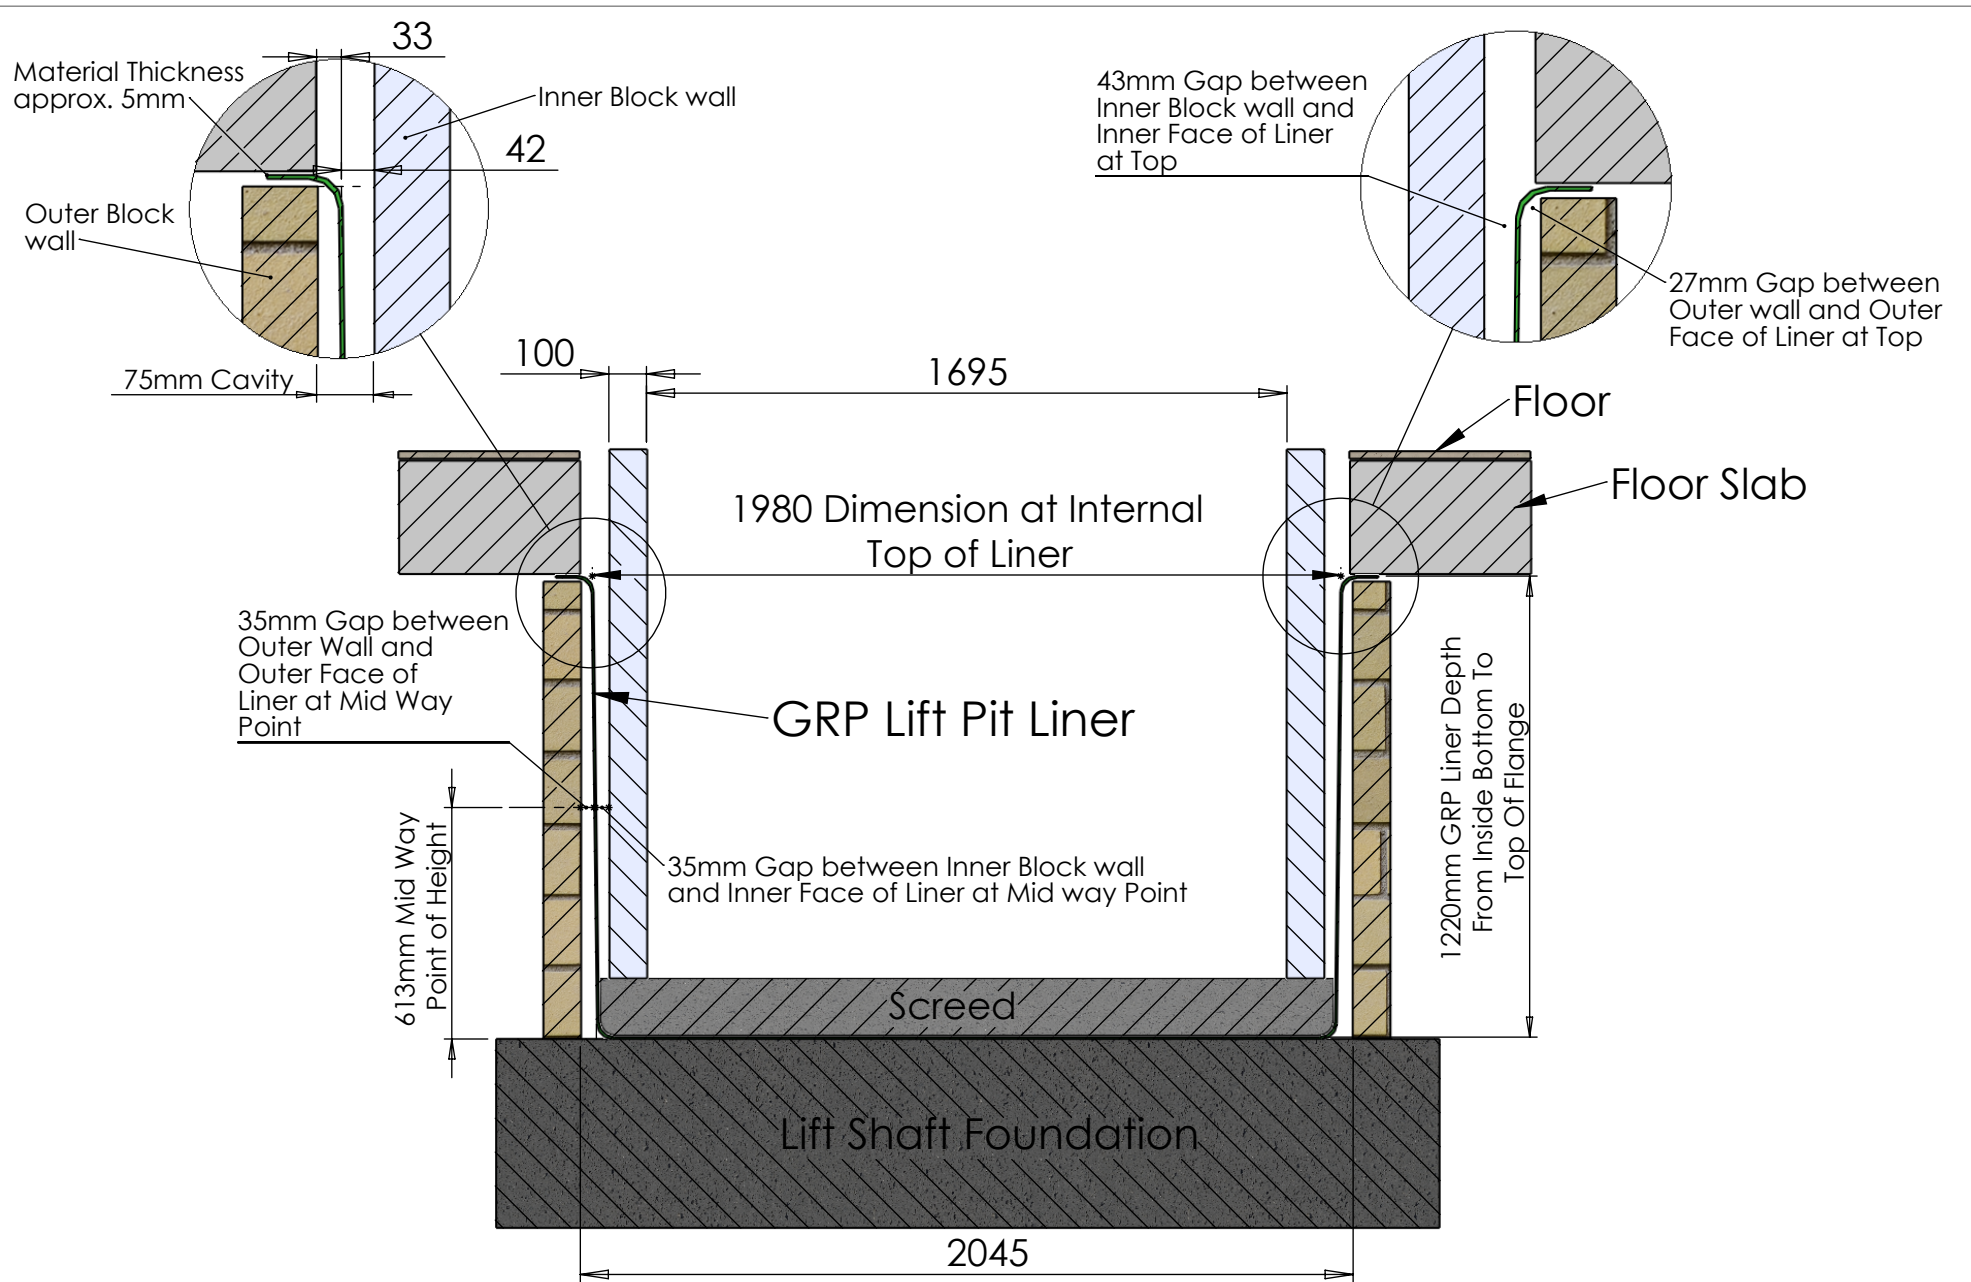 33
Material Thickness
approx. 5mm
Inner Block wall
42
Outer Block
wall
75mm Cavity
43mm Gap between
Inner Block wall and
Inner Face of Liner
at Top
27mm Gap between
Outer wall and Outer
Face of Liner at Top
100
1695
Floor
Floor Slab
1980 Dimension at Internal
Top of Liner
35mm Gap between
Outer Wall and
Outer Face of
Liner at Mid Way
Point
GRP Lift Pit Liner
613mm Mid Way
Point of Height
35mm Gap between Inner Block wall
and Inner Face of Liner at Mid way Point
1220mm GRP Liner Depth
From Inside Bottom To
Top Of Flange
Screed
Lift Shaft Foundation
2045